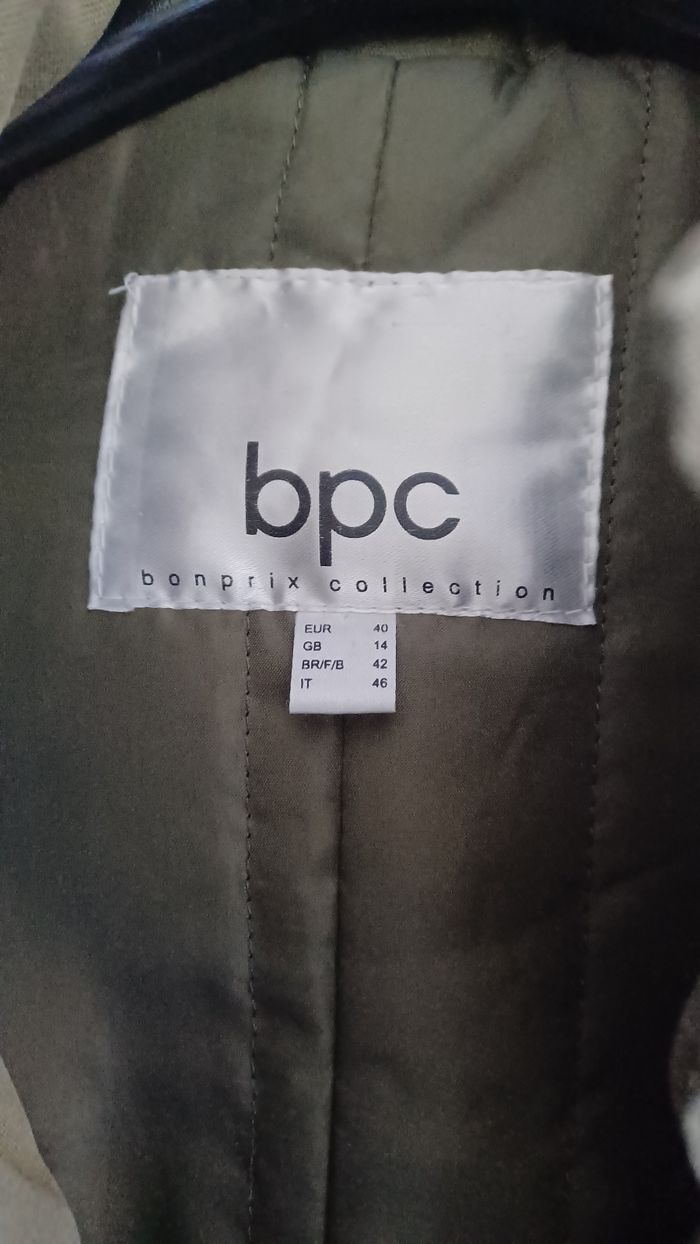 bpc
bonprix collection
EUR 40
GB 14
BR/F/B 42
IT 46